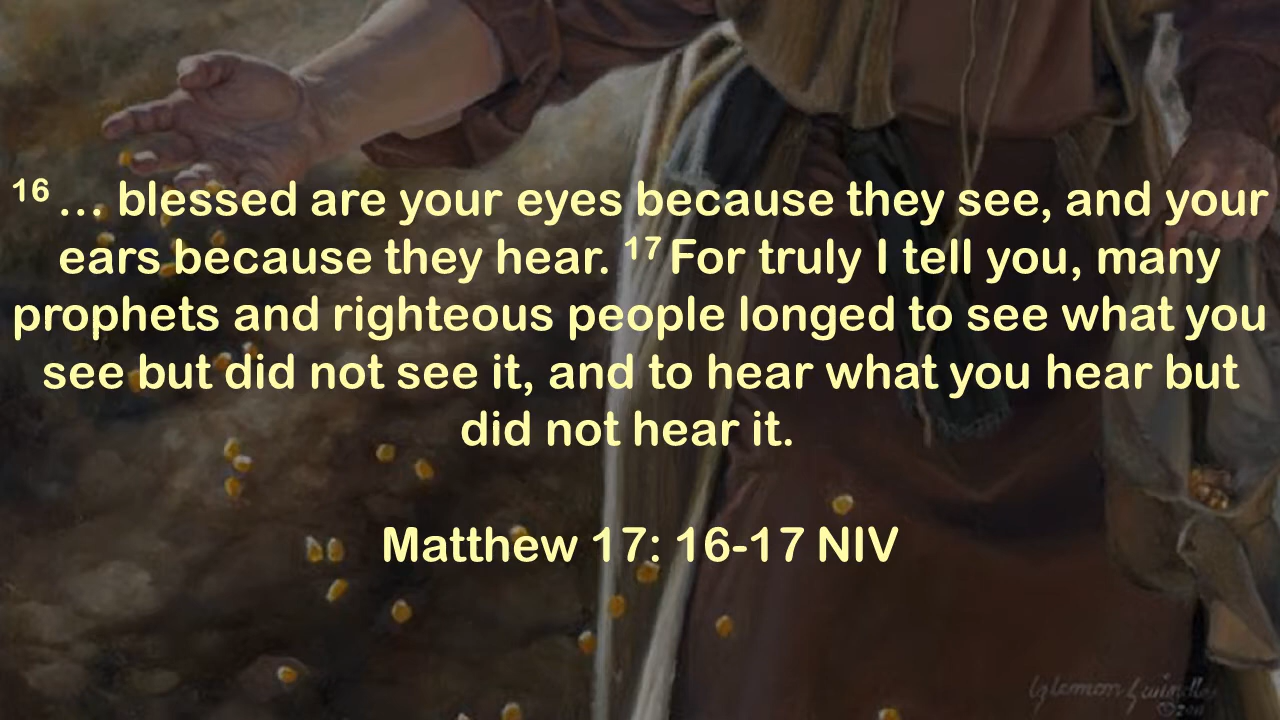 16 … blessed are your eyes because they see, and your
ears because they hear. 17 For truly I tell you, many
prophets and righteous people longed to see what you
see but did not see it, and to hear what you hear but
did not hear it.
Matthew 17: 16-17 NIV